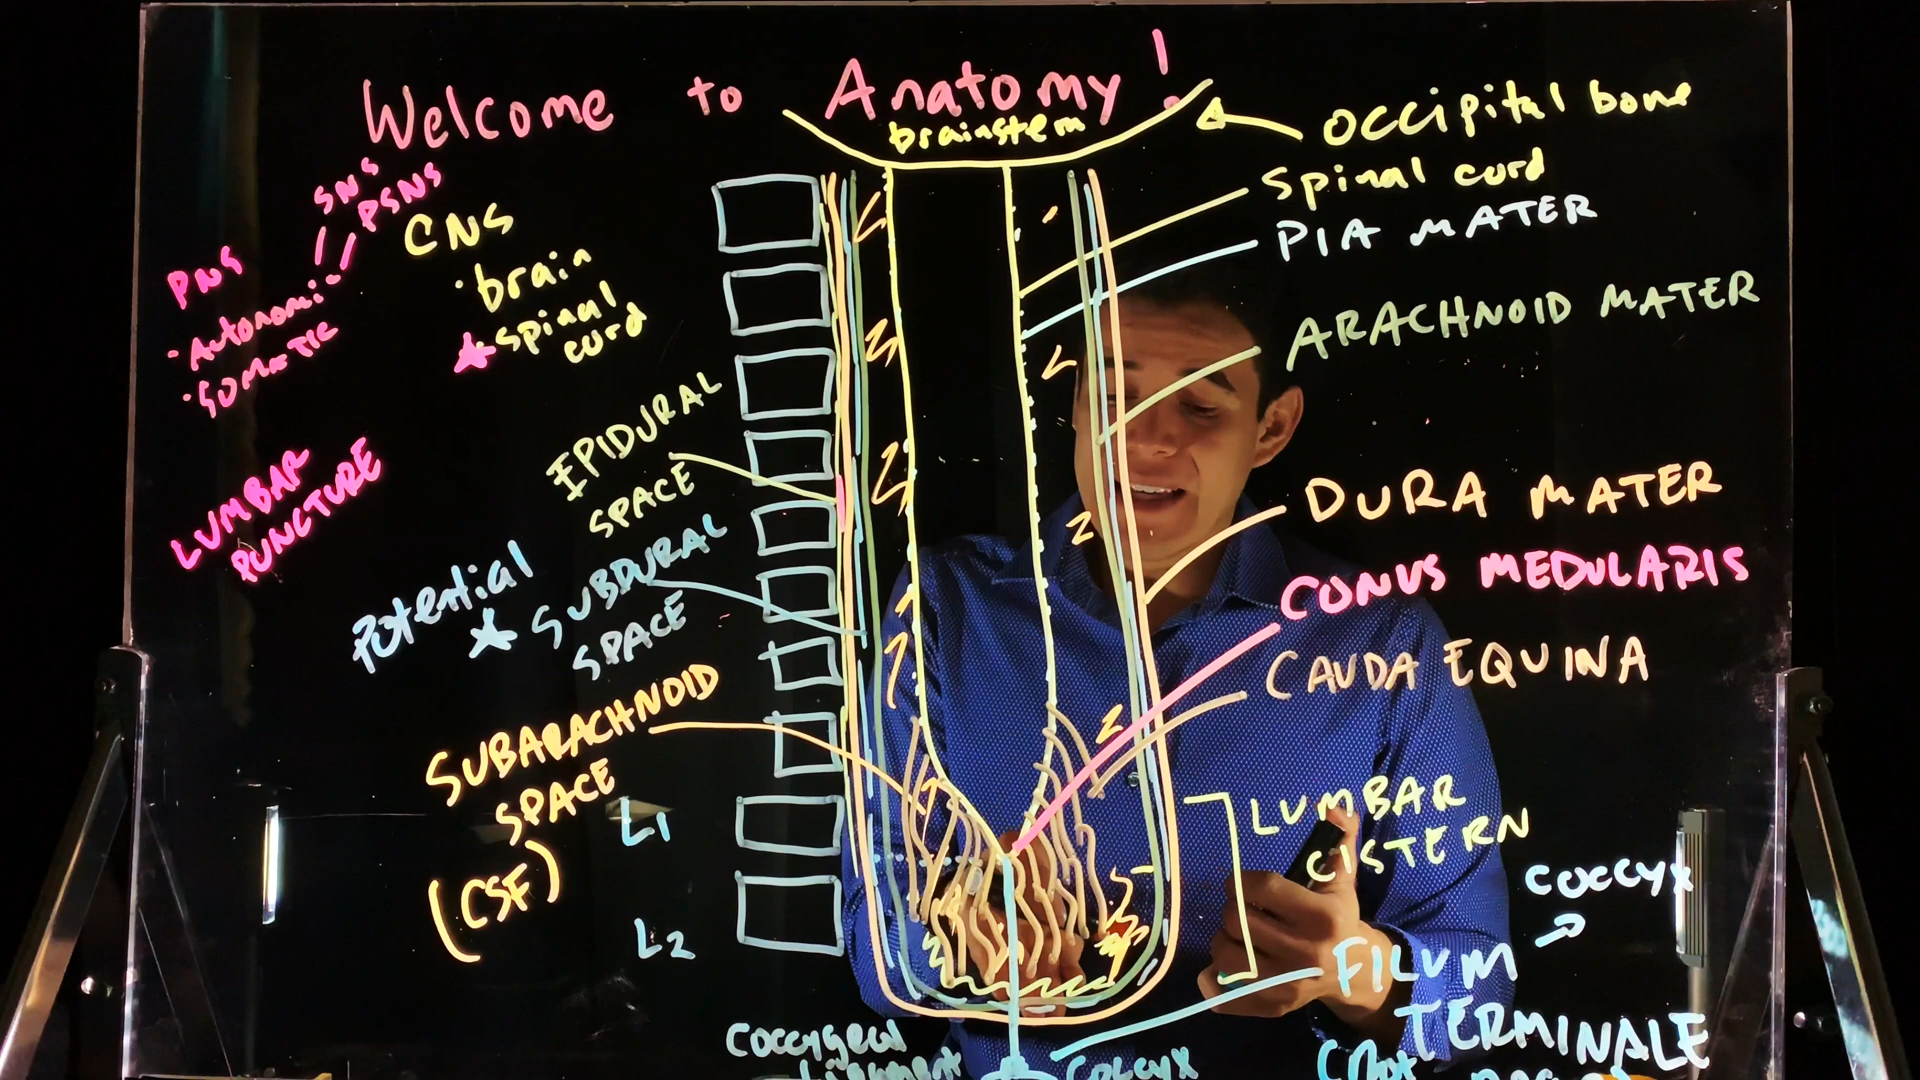 Welcome to Anatomy!
brainstem
occipital bone
spinal cord
PIA MATER
ARACHNOID MATER
DURA MATER
CONUS MEDULARIS
CAUDA EQUINA
LUMBAR
CISTERN
COCCYX
FILUM
TERMINALE
SNS
PSNS
PNS
·Autonomic
·Somatic
CNS
·brain
spinal
cord
LUMBAR
PUNCTURE
EPIDURAL
SPACE
Potential
SUBDURAL
SPACE
SUBARACHNOID
SPACE
(CSF)
L1
L2
Coccygeal
ligament
Coccyx